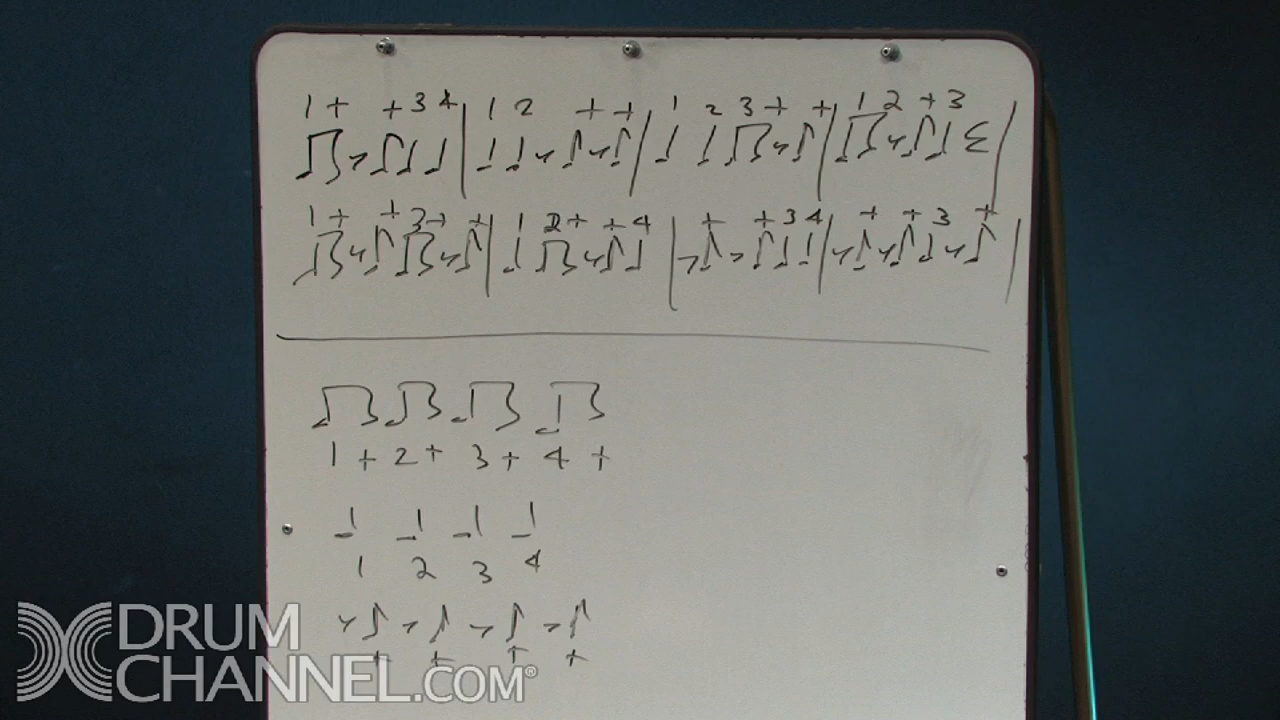 1 + + 3 4 | 1 2 + + | 1 2 3 + + | 1 2 + 3 |
1 + + 3 + + | 1 2 + + 4 | + + 3 4 | + + 3 + |
1 + 2 + 3 + 4 +
1 2 3 4
+ + + +
DRUM
CHANNEL.COM®